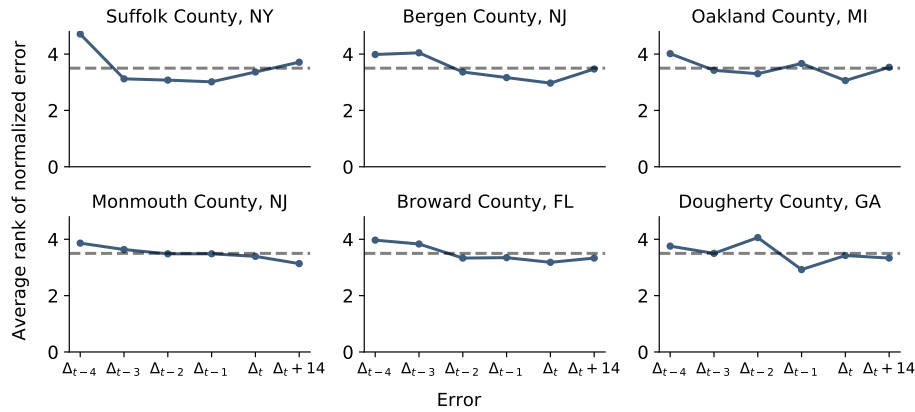 Suffolk County, NY
Bergen County, NJ
Oakland County, MI
Average rank of normalized error
4
2
0
4
2
0
4
2
0
Monmouth County, NJ
Broward County, FL
Dougherty County, GA
4
2
0
Δt−4 Δt−3 Δt−2 Δt−1 Δt Δt + 14
4
2
0
Δt−4 Δt−3 Δt−2 Δt−1 Δt Δt + 14
4
2
0
Δt−4 Δt−3 Δt−2 Δt−1 Δt Δt + 14
Error